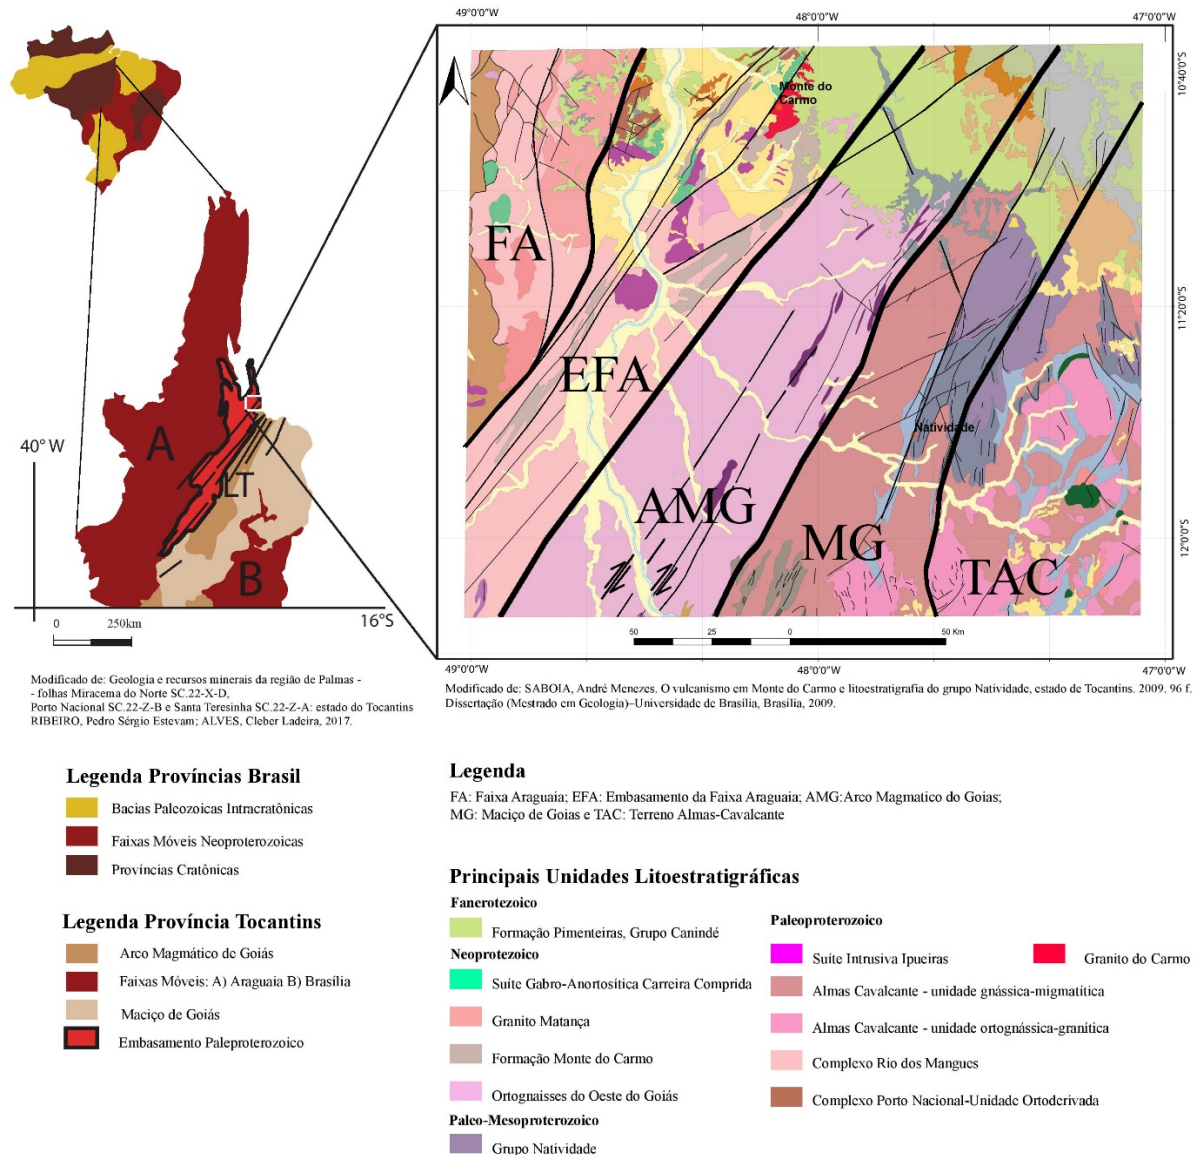 49°0'0"W
48°0'0"W
47°0'0"W
10°40'0"S
11°20'0"S
12°0'0"S
Monte do
Carmo
FA
EFA
AMG
MG
TAC
Natividade
50
25
0
50 Km
49°0'0"W
48°0'0"W
47°0'0"W
40° W
A
LT
B
16°S
0
250km
Modificado de: Geologia e recursos minerais da região de Palmas -
- folhas Miracema do Norte SC.22-X-D,
Porto Nacional SC.22-Z-B e Santa Teresinha SC.22-Z-A: estado do Tocantins
RIBEIRO, Pedro Sérgio Estevam; ALVES, Cleber Ladeira, 2017.
Modificado de: SABOIA, André Menezes. O vulcanismo em Monte do Carmo e litoestratigrafia do grupo Natividade, estado de Tocantins. 2009. 96 f.
Dissertação (Mestrado em Geologia)–Universidade de Brasília, Brasília, 2009.
Legenda Províncias Brasil
Bacias Palcozoicas Intracratônicas
Faixas Móveis Neoproterozoicas
Províncias Cratônicas
Legenda Província Tocantins
Arco Magmático de Goiás
Faixas Móveis: A) Araguaia B) Brasília
Maciço de Goiás
Embasamento Paleproterozoico
Legenda
FA: Faixa Araguaia; EFA: Embasamento da Faixa Araguaia; AMG:Arco Magmatico do Goias;
MG: Maciço de Goias e TAC: Terreno Almas-Cavalcante
Principais Unidades Litoestratigráficas
Fanerotezoico
Formação Pimenteiras, Grupo Canindé
Neoprotezoico
Suíte Gabro-Anortosítica Carreira Comprida
Granito Matança
Formação Monte do Carmo
Ortognaisses do Oeste do Goiás
Paleo-Mesoproterozoico
Grupo Natividade
Paleoproterozoico
Suíte Intrusiva Ipueiras
Granito do Carmo
Almas Cavalcante - unidade gnássica-migmatítica
Almas Cavalcante - unidade ortognássica-granítica
Complexo Rio dos Mangues
Complexo Porto Nacional-Unidade Ortoderivada